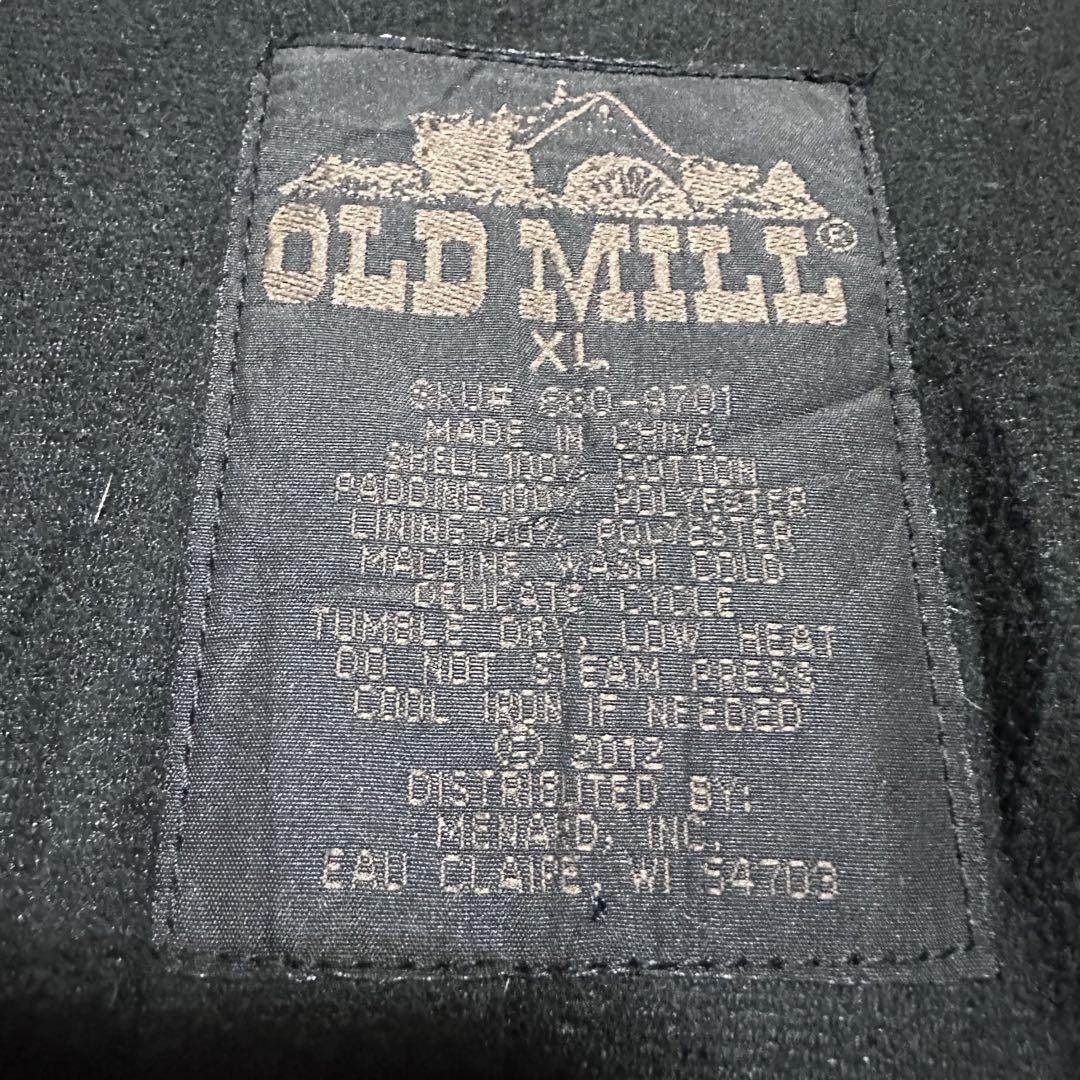 OLD MILL®
XL
SKU# 830-9701
MADE IN CHINA
SHELL 100% COTTON
PADDING 100% POLYESTER
LINING 100% POLYESTER
MACHINE WASH COLD
DELICATE CYCLE
TUMBLE DRY, LOW HEAT
DO NOT STEAM PRESS
COOL IRON IF NEEDED
© 2012
DISTRIBUTED BY:
MENARD, INC.
EAU CLAIRE, WI 54703